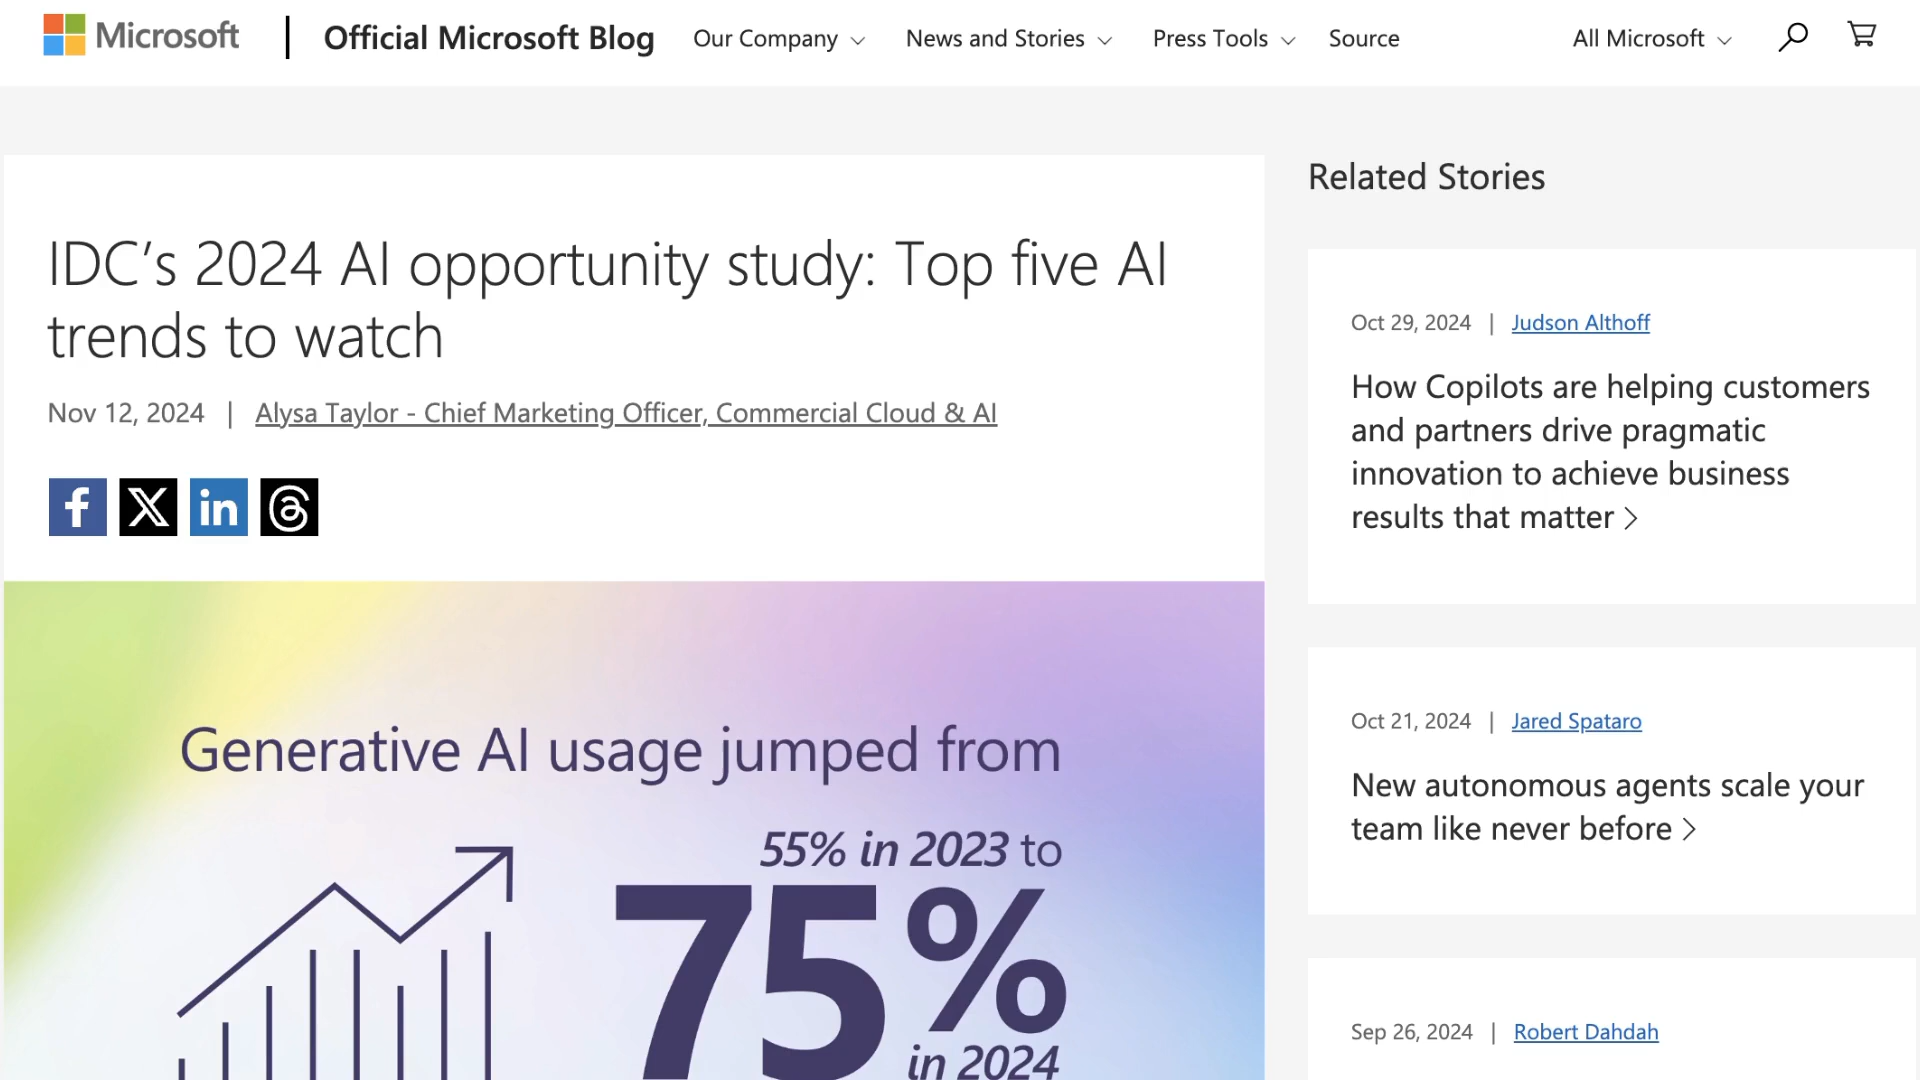 Microsoft
Official Microsoft Blog
Our Company
News and Stories
Press Tools
Source
All Microsoft
IDC’s 2024 AI opportunity study: Top five AI
trends to watch
Nov 12, 2024 | Alysa Taylor - Chief Marketing Officer, Commercial Cloud & AI
Generative AI usage jumped from
55% in 2023 to
75%
in 2024
Related Stories
Oct 29, 2024 | Judson Althoff
How Copilots are helping customers
and partners drive pragmatic
innovation to achieve business
results that matter >
Oct 21, 2024 | Jared Spataro
New autonomous agents scale your
team like never before >
Sep 26, 2024 | Robert Dahdah